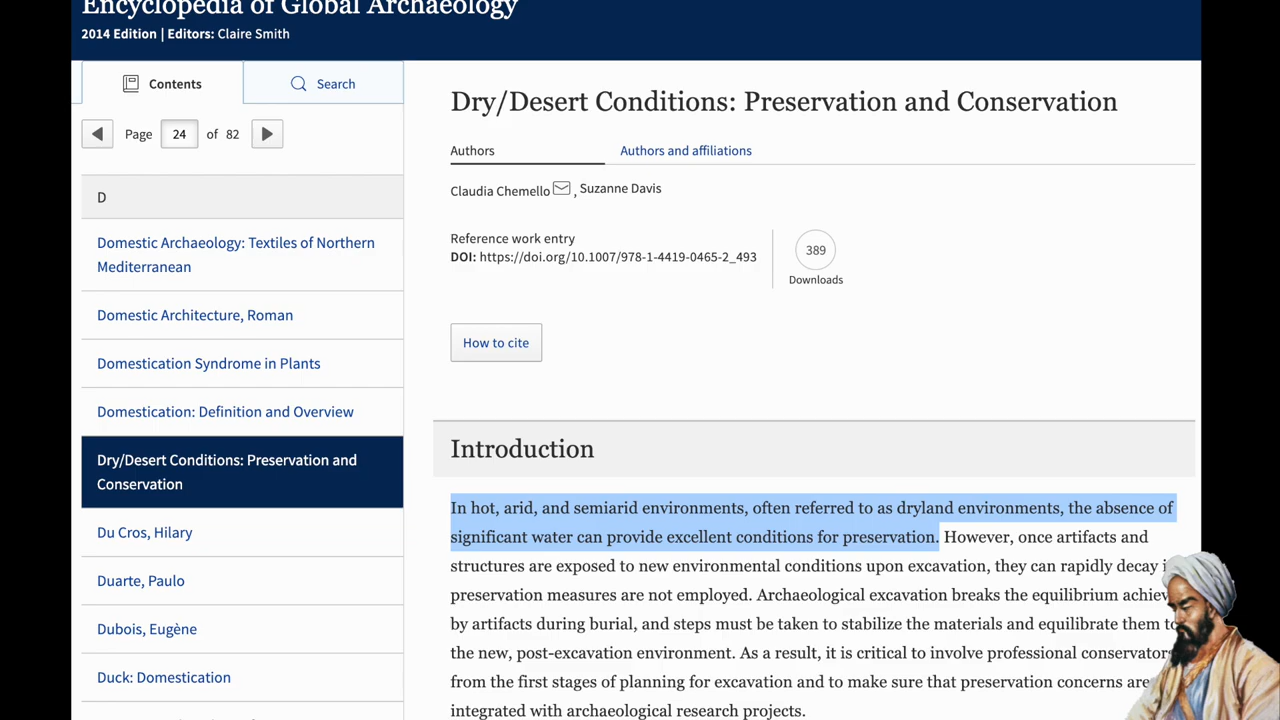 Encyclopedia of Global Archaeology
2014 Edition | Editors: Claire Smith
Contents
Search
Page 24 of 82
D
Domestic Archaeology: Textiles of Northern
Mediterranean
Domestic Architecture, Roman
Domestication Syndrome in Plants
Domestication: Definition and Overview
Dry/Desert Conditions: Preservation and
Conservation
Du Cros, Hilary
Duarte, Paulo
Dubois, Eugène
Duck: Domestication
Dry/Desert Conditions: Preservation and Conservation
Authors
Authors and affiliations
Claudia Chemello , Suzanne Davis
Reference work entry
DOI: https://doi.org/10.1007/978-1-4419-0465-2_493
389
Downloads
How to cite
Introduction
In hot, arid, and semiarid environments, often referred to as dryland environments, the absence of
significant water can provide excellent conditions for preservation. However, once artifacts and
structures are exposed to new environmental conditions upon excavation, they can rapidly decay
preservation measures are not employed. Archaeological excavation breaks the equilibrium
by artifacts during burial, and steps must be taken to stabilize the materials and equilibrate them to
the new, post-excavation environment. As a result, it is critical to involve professional conservators
from the first stages of planning for excavation and to make sure that preservation concerns are
integrated with archaeological research projects.